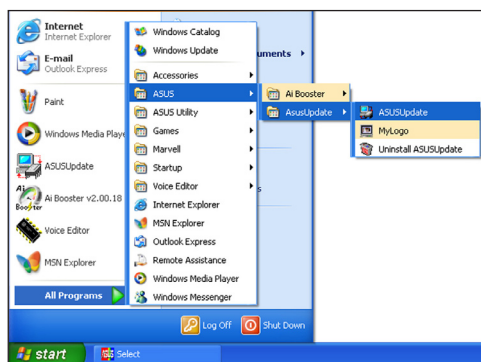 Internet
Internet Explorer
E-mail
Outlook Express
Paint
Windows Media Playe
ASUSUpdate
Ai Booster v2.00.18
Voice Editor
MSN Explorer
All Programs
Windows Catalog
Windows Update
Accessories
ASUS
ASUS Utility
Games
Marvell
Startup
Voice Editor
Internet Explorer
MSN Explorer
Outlook Express
Remote Assistance
Windows Media Player
Windows Messenger
uments
s
Ai Booster
AsusUpdate
ASUSUpdate
MyLogo
Uninstall ASUSUpdate
Log Off
Shut Down
start
Select